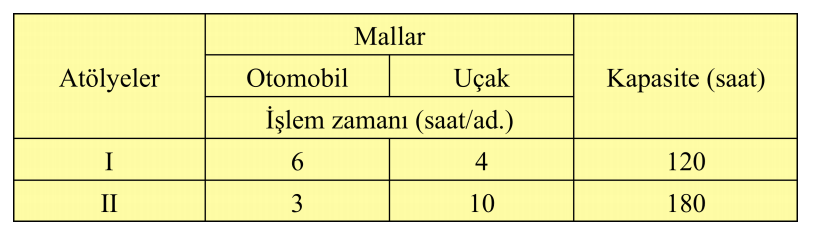 Mallar
Atölyeler Otomobil Uçak Kapasite (saat)
İşlem zamanı (saat/ad.)
I 6 4 120
II 3 10 180